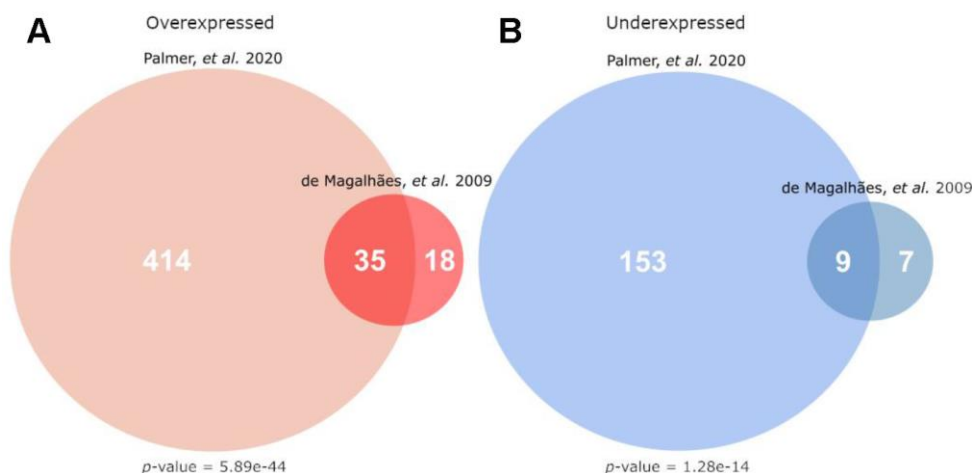 A
Overexpressed
Palmer, et al. 2020
de Magalhães, et al. 2009
414
35
18
p-value = 5.89e-44
B
Underexpressed
Palmer, et al. 2020
de Magalhães, et al. 2009
153
9
7
p-value = 1.28e-14